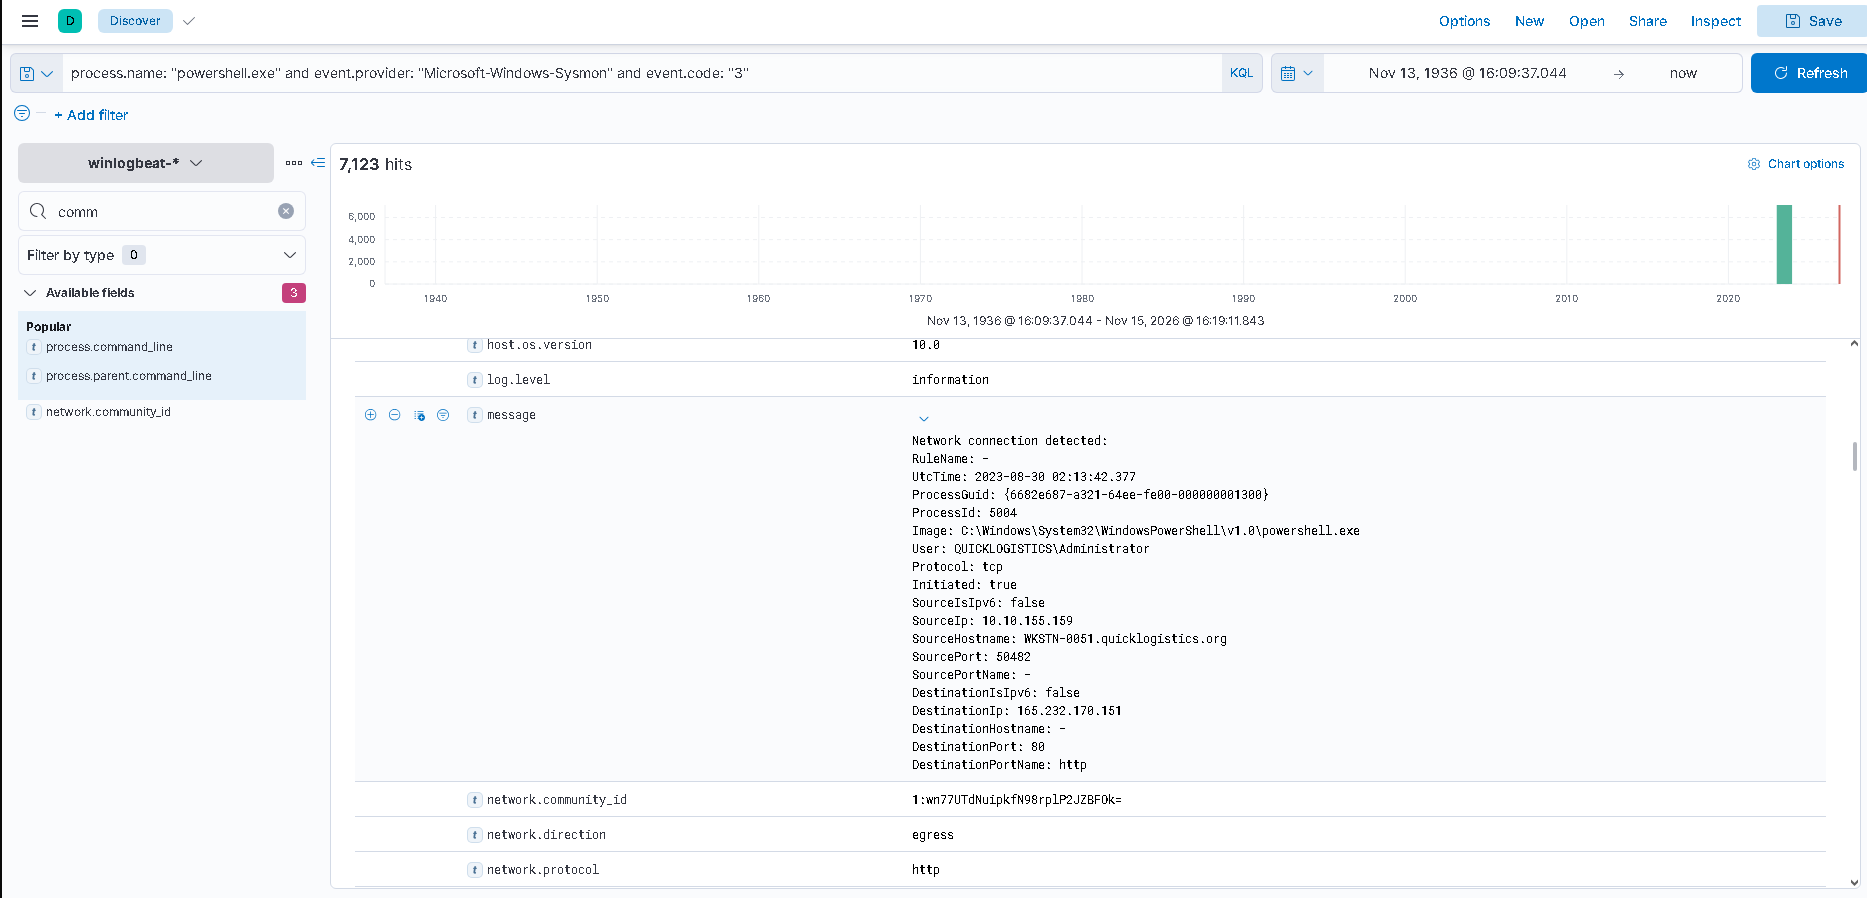 D Discover Options New Open Share Inspect Save
process.name: "powershell.exe" and event.provider: "Microsoft-Windows-Sysmon" and event.code: "3" KQL Nov 13, 1936 @ 16:09:37.044 → now Refresh
+ Add filter
winlogbeat-*
comm
Filter by type 0
Available fields 3
Popular
t process.command_line
t process.parent.command_line
t network.community_id
7,123 hits Chart options
6,000
4,000
2,000
0
1940 1950 1960 1970 1980 1990 2000 2010 2020
Nov 13, 1936 @ 16:09:37.044 - Nov 15, 2026 @ 16:19:11.843
t host.os.version 10.0
t log.level information
t message
Network connection detected:
RuleName: -
UtcTime: 2023-08-30 02:13:42.377
ProcessGuid: {6682e687-a321-64ee-fe00-000000001300}
ProcessId: 5004
Image: C:\Windows\System32\WindowsPowerShell\v1.0\powershell.exe
User: QUICKLOGISTICS\Administrator
Protocol: tcp
Initiated: true
SourceIsIpv6: false
SourceIp: 10.10.155.159
SourceHostname: WKSTN-0051.quicklogistics.org
SourcePort: 50482
SourcePortName: -
DestinationIsIpv6: false
DestinationIp: 165.232.170.151
DestinationHostname: -
DestinationPort: 80
DestinationPortName: http
t network.community_id 1:wn77UTdNuipkfN98rplP2JZBFOk=
t network.direction egress
t network.protocol http